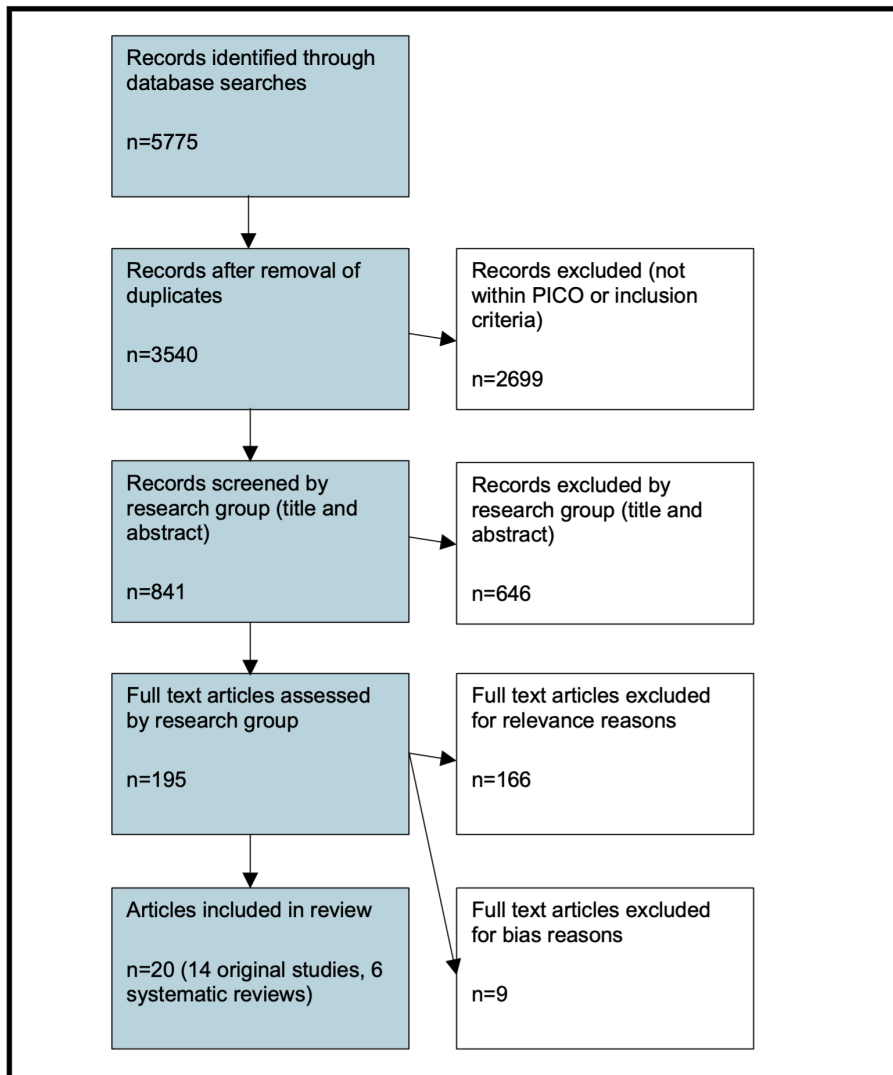 Records identified through
database searches
n=5775
Records after removal of
duplicates
n=3540
Records excluded (not
within PICO or inclusion
criteria)
n=2699
Records screened by
research group (title and
abstract)
n=841
Records excluded by
research group (title and
abstract)
n=646
Full text articles assessed
by research group
n=195
Full text articles excluded
for relevance reasons
n=166
Articles included in review
n=20 (14 original studies, 6
systematic reviews)
Full text articles excluded
for bias reasons
n=9